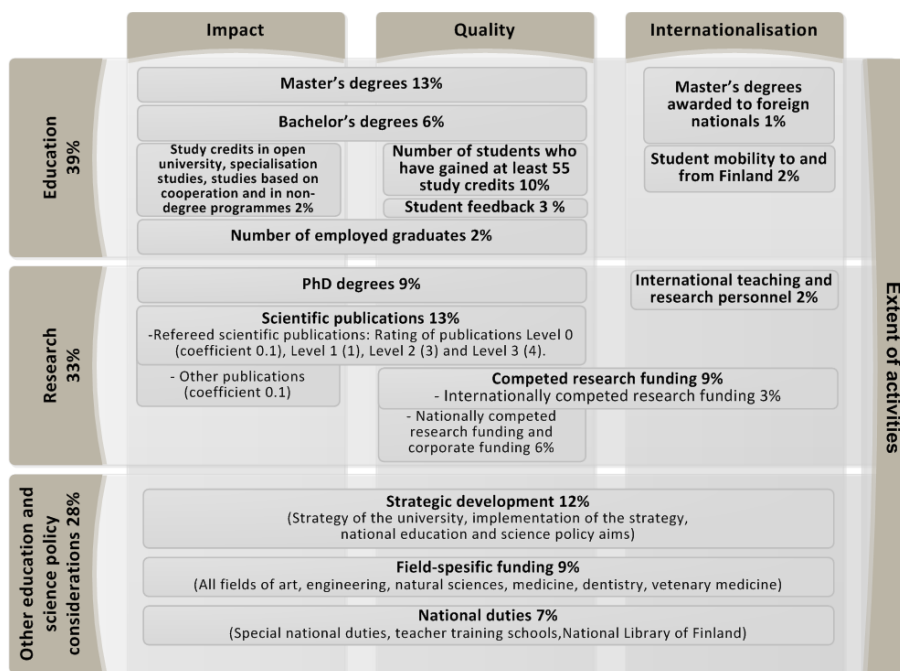 Impact
Quality
Internationalisation
Education
39%
Master's degrees 13%
Bachelor's degrees 6%
Study credits in open
university, specialisation
studies, studies based on
cooperation and in non-
degree programmes 2%
Number of students who
have gained at least 55
study credits 10%
Student feedback 3 %
Number of employed graduates 2%
Master's degrees
awarded to foreign
nationals 1%
Student mobility to and
from Finland 2%
Research
33%
PhD degrees 9%
Scientific publications 13%
-Refereed scientific publications: Rating of publications Level 0
(coefficient 0.1), Level 1 (1), Level 2 (3) and Level 3 (4).
- Other publications
(coefficient 0.1)
International teaching and
research personnel 2%
Competed research funding 9%
- Internationally competed research funding 3%
- Nationally competed
research funding and
corporate funding 6%
Other education and
science policy
considerations 28%
Strategic development 12%
(Strategy of the university, implementation of the strategy,
national education and science policy aims)
Field-spesific funding 9%
(All fields of art, engineering, natural sciences, medicine, dentistry, vetenary medicine)
National duties 7%
(Special national duties, teacher training schools,National Library of Finland)
Extent of activities